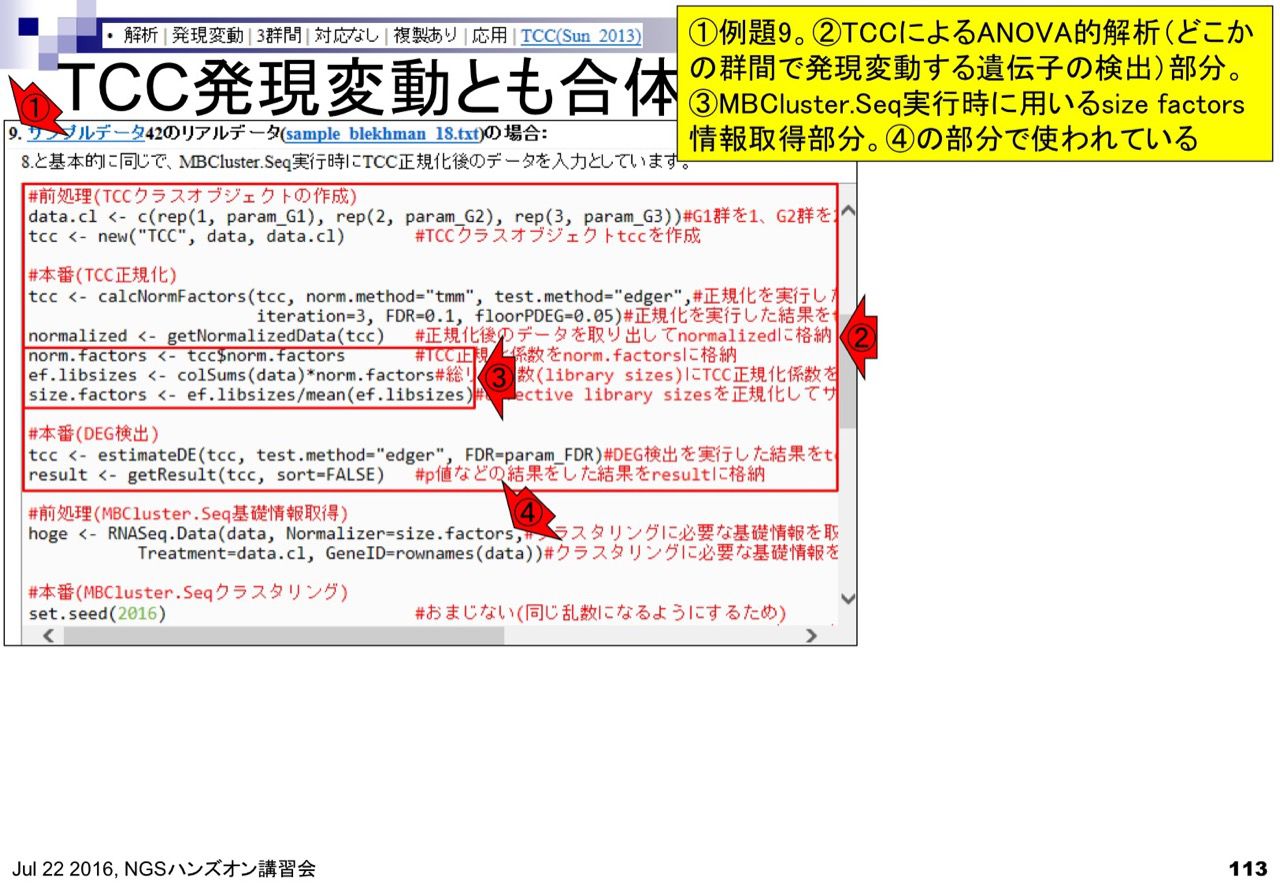 ・ 解析 | 発現変動 | 3群間 | 対応なし | 複製あり | 応用 | TCC(Sun_2013)
TCC発現変動とも合体
①例題9。②TCCによるANOVA的解析(どこか
の群間で発現変動する遺伝子の検出)部分。
③MBCluster.Seq実行時に用いるsize factors
情報取得部分。④の部分で使われている
①
9. サンプルデータ42のリアルデータ(sample_blekhman_18.txt)の場合:
8.と基本的に同じで、MBCluster.Seq実行時にTCC正規化後のデータを入力としています。
#前処理(TCCクラスオブジェクトの作成)
data.cl <- c(rep(1, param_G1), rep(2, param_G2), rep(3, param_G3))#G1群を1、G2群を
tcc <- new("TCC", data, data.cl) #TCCクラスオブジェクトtccを作成
#本番(TCC正規化)
tcc <- calcNormFactors(tcc, norm.method="tmm", test.method="edger",#正規化を実行した
iteration=3, FDR=0.1, floorPDEG=0.05)#正規化を実行した結果を
normalized <- getNormalizedData(tcc) #正規化後のデータを取り出してnormalizedに格納
②
norm.factors <- tcc$norm.factors #TCC正規化係数をnorm.factorsに格納
ef.libsizes <- colSums(data)*norm.factors#総リ 数(library sizes)にTCC正規化係数を
③
size.factors <- ef.libsizes/mean(ef.libsizes)#effective library sizesを正規化してサ
#本番(DEG検出)
tcc <- estimateDE(tcc, test.method="edger", FDR=param_FDR)#DEG検出を実行した結果をtc
result <- getResult(tcc, sort=FALSE) #p値などの結果をした結果をresultに格納
④
#前処理(MBCluster.Seq基礎情報取得)
hoge <- RNASeq.Data(data, Normalizer=size.factors,#クラスタリングに必要な基礎情報を取
Treatment=data.cl, GeneID=rownames(data))#クラスタリングに必要な基礎情報を
#本番(MBCluster.Seqクラスタリング)
set.seed(2016) #おまじない(同じ乱数になるようにするため)
Jul 22 2016, NGSハンズオン講習会
113